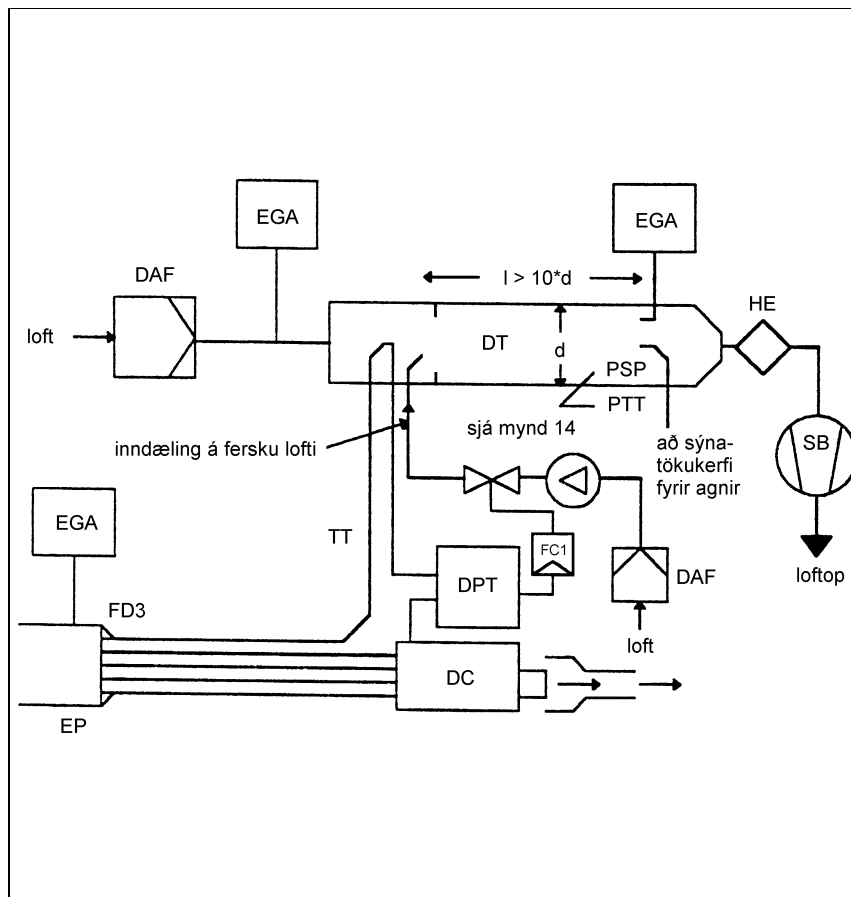 EGA
EGA
DAF
l > 10*d
HE
loft
DT
d
PSP
PTT
sjá mynd 14
inndæling á fersku lofti
að sýna-
tökukerfi
fyrir agnir
SB
EGA
TT
FC1
DPT
DAF
loftop
FD3
loft
DC
EP